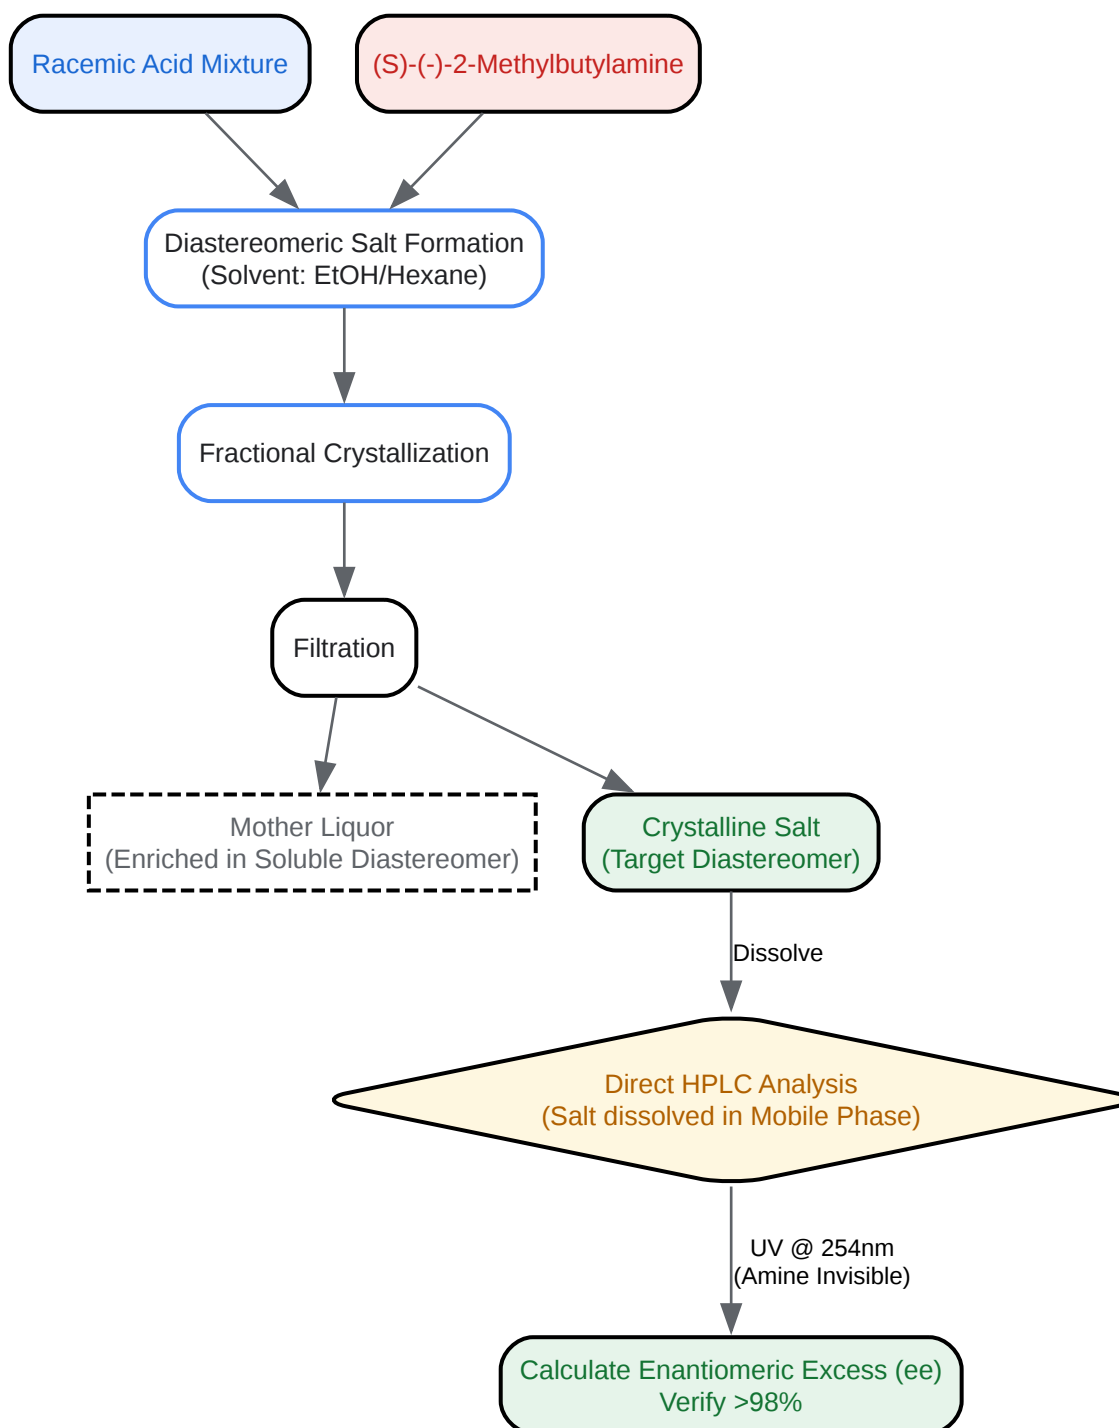 Racemic Acid Mixture
(S)-(-)-2-Methylbutylamine
Diastereomeric Salt Formation
(Solvent: EtOH/Hexane)
Fractional Crystallization
Filtration
Mother Liquor
(Enriched in Soluble Diastereomer)
Crystalline Salt
(Target Diastereomer)
Dissolve
Direct HPLC Analysis
(Salt dissolved in Mobile Phase)
UV @ 254nm
(Amine Invisible)
Calculate Enantiomeric Excess (ee)
Verify >98%